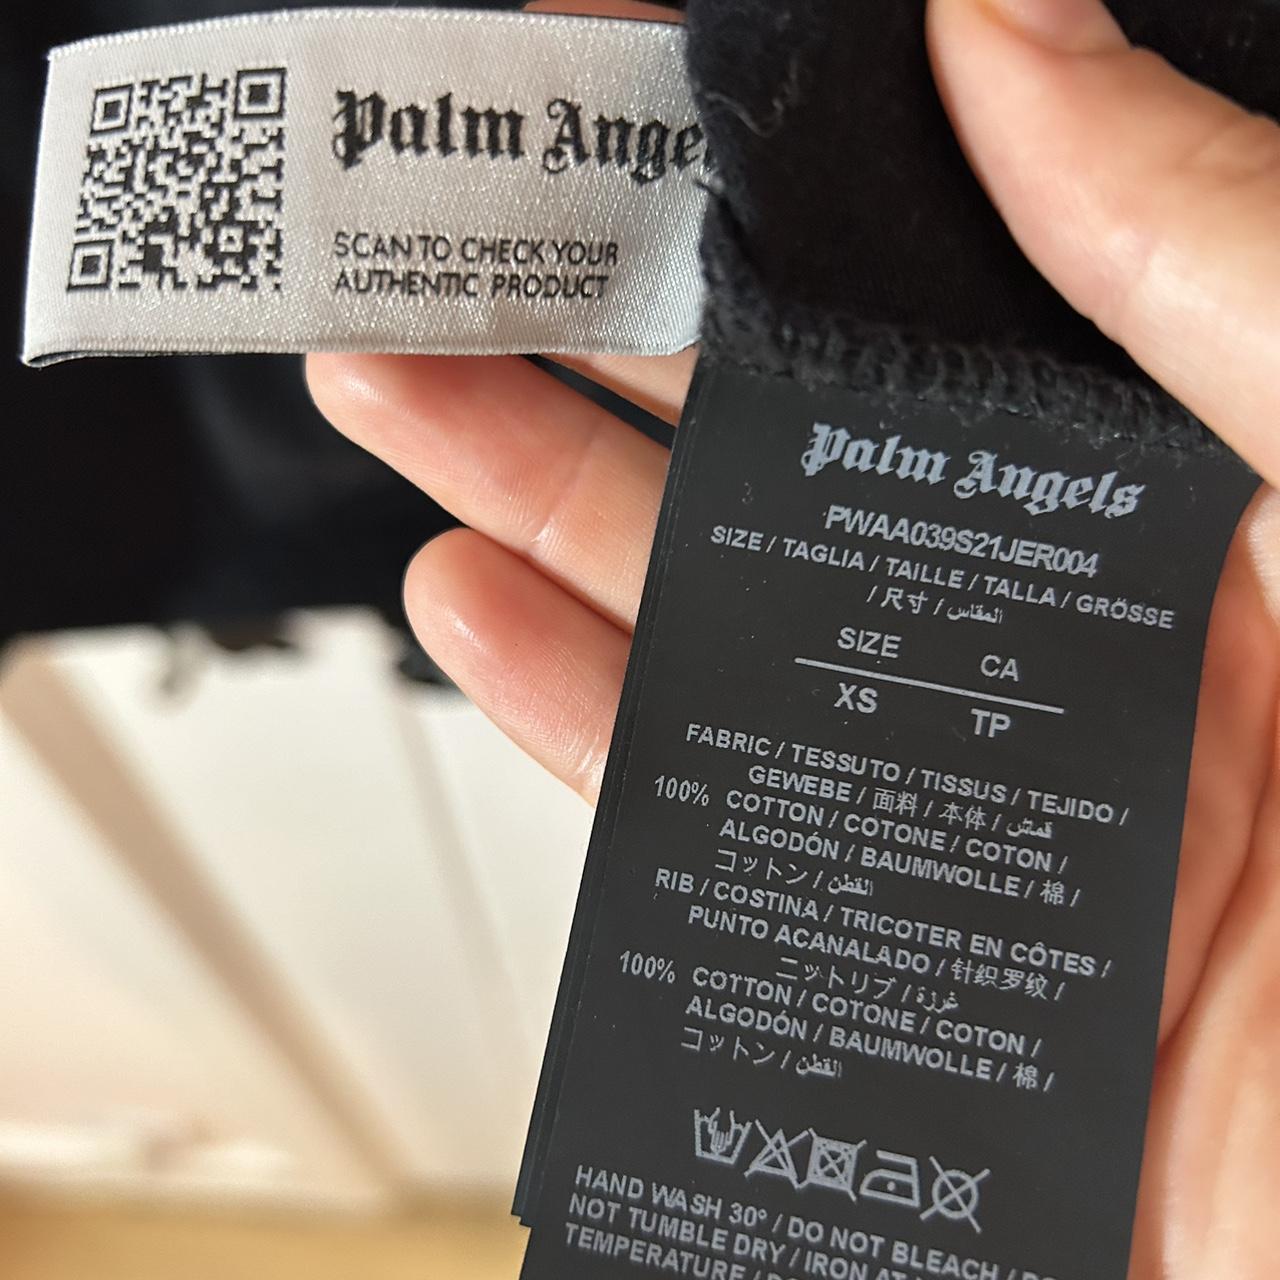 Palm Ange
SCAN TO CHECK YOUR
AUTHENTIC PRODUCT
Palm Angels
PWAA039S21JER004
SIZE / TAGLIA / TAILLE / TALLA / GRÖSSE
/ 尺寸 / المقاس
SIZE CA
XS TP
FABRIC / TESSUTO / TISSUS / TEJIDO /
GEWEBE / 面料 / 本体 / قماش
100% COTTON / COTONE / COTON /
ALGODÓN / BAUMWOLLE / 棉 /
コットン / القطن
RIB / COSTINA / TRICOTER EN CÔTES /
PUNTO ACANALADO / 针织罗纹 /
ニットリブ / غرزة
100% COTTON / COTONE / COTON /
ALGODÓN / BAUMWOLLE / 棉 /
コットン / القطن
HAND WASH 30° / DO NOT BLEACH /
NOT TUMBLE DRY / IRON AT
TEMPERATURE /